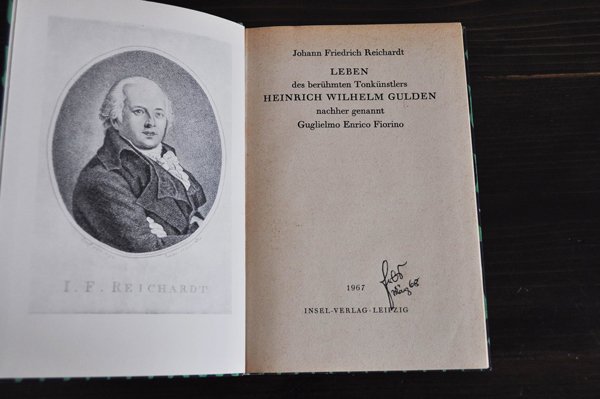 I. F. REICHARDT
Johann Friedrich Reichardt
LEBEN
des berühmten Tonkünstlers
HEINRICH WILHELM GULDEN
nachher genannt
Guglielmo Enrico Fiorino
1967
68
INSEL-VERLAG · LEIPZIG